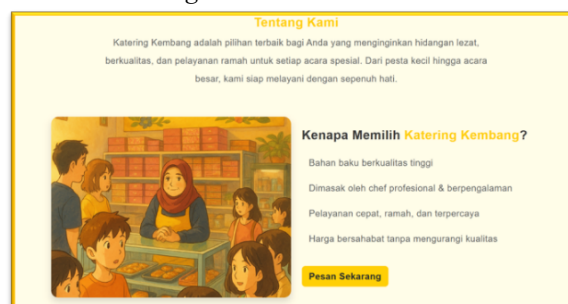 Tentang Kami
Katering Kembang adalah pilihan terbaik bagi Anda yang menginginkan hidangan lezat,
berkualitas, dan pelayanan ramah untuk setiap acara spesial. Dari pesta kecil hingga acara
besar, kami siap melayani dengan sepenuh hati.
Kenapa Memilih Katering Kembang?
Bahan baku berkualitas tinggi
Dimasak oleh chef profesional & berpengalaman
Pelayanan cepat, ramah, dan terpercaya
Harga bersahabat tanpa mengurangi kualitas
Pesan Sekarang